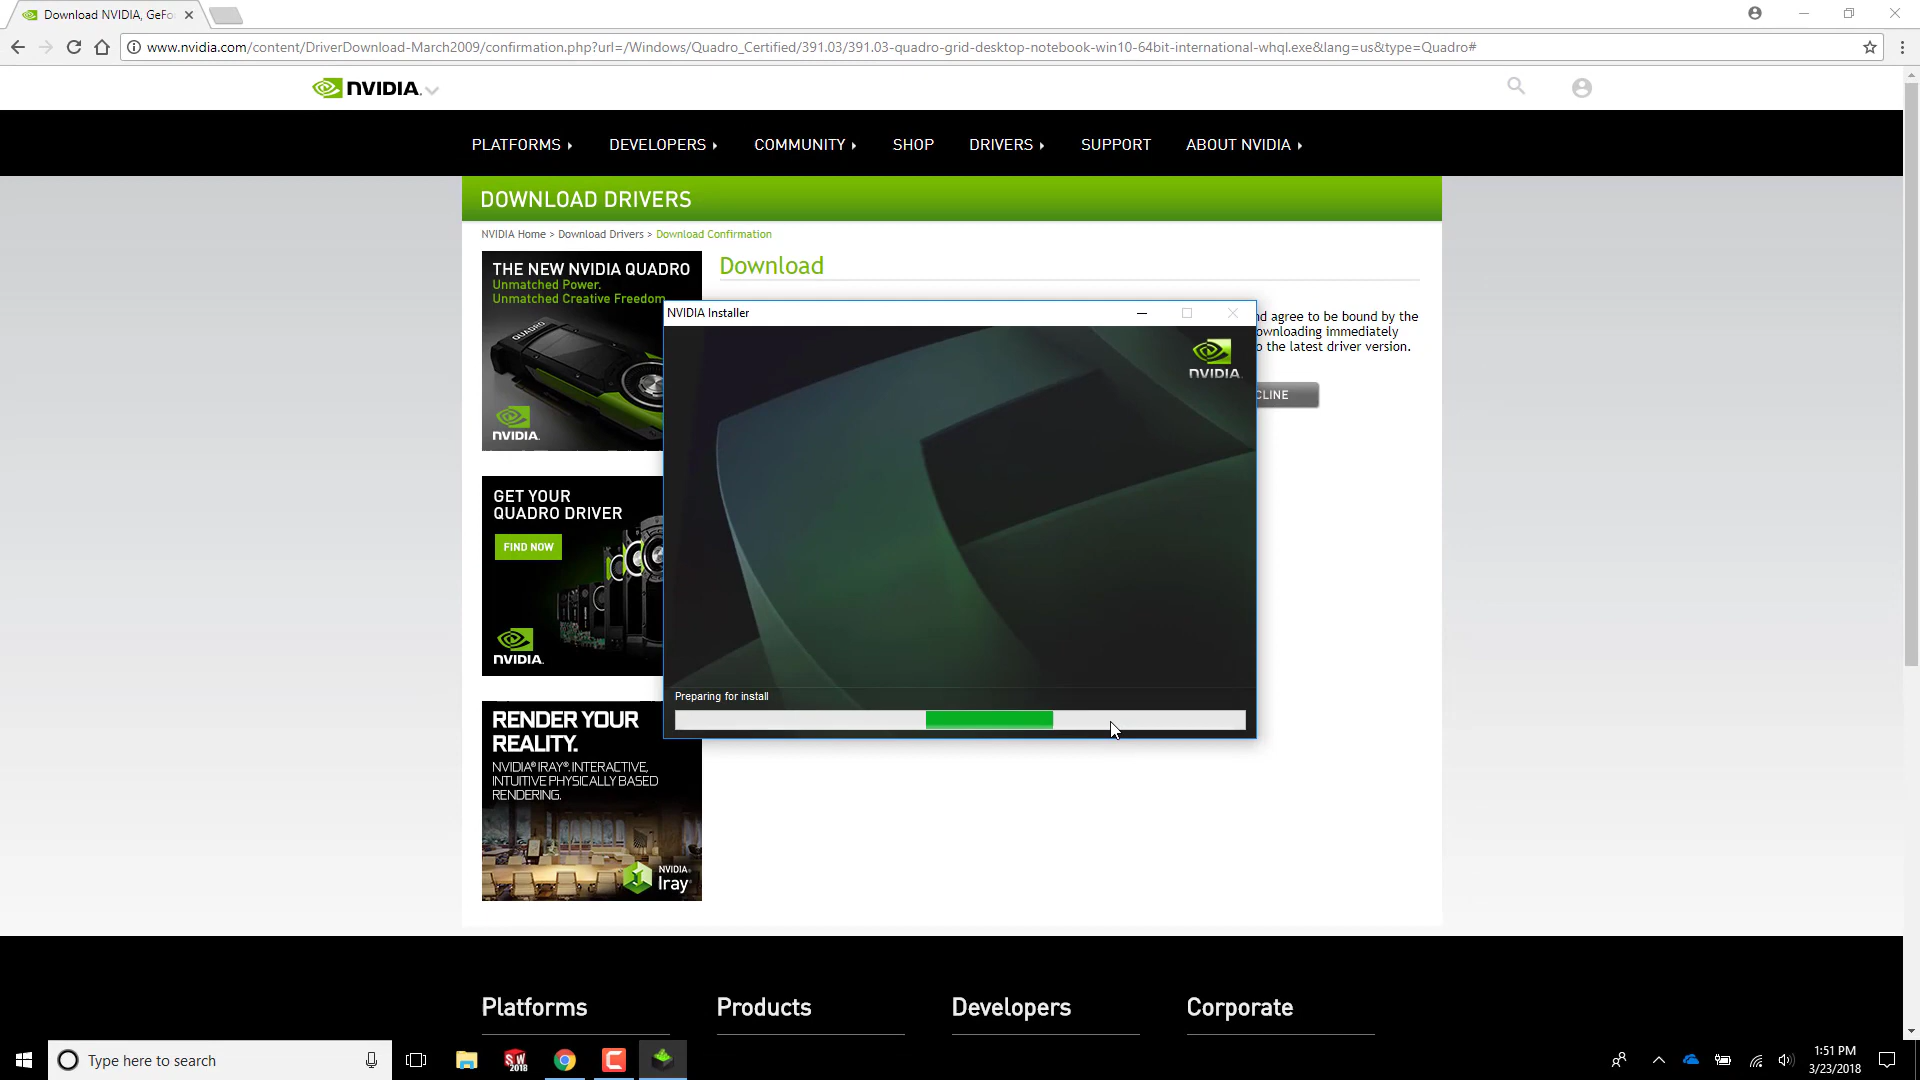 Download NVIDIA, GeFo
www.nvidia.com/content/DriverDownload-March2009/confirmation.php?url=/Windows/Quadro_Certified/391.03/391.03-quadro-grid-desktop-notebook-win10-64bit-international-whql.exe&lang=us&type=Quadro#
NVIDIA.
PLATFORMS DEVELOPERS COMMUNITY SHOP DRIVERS SUPPORT ABOUT NVIDIA
DOWNLOAD DRIVERS
NVIDIA Home > Download Drivers > Download Confirmation
THE NEW NVIDIA QUADRO
Unmatched Power.
Unmatched Creative Freedom.
QUADRO
NVIDIA.
Download
nd agree to be bound by the
ownloading immediately
o the latest driver version.
CLINE
NVIDIA Installer
NVIDIA.
Preparing for install
GET YOUR
QUADRO DRIVER
FIND NOW
NVIDIA.
RENDER YOUR
REALITY.
NVIDIA® IRAY®. INTERACTIVE,
INTUITIVE PHYSICALLY BASED
RENDERING.
NVIDIA®
Iray®
Platforms Products Developers Corporate
Type here to search
SW
2018
1:51 PM
3/23/2018